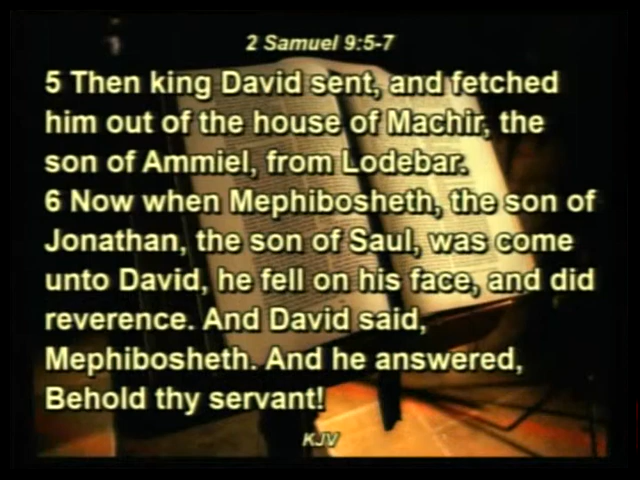 2 Samuel 9:5-7
5 Then king David sent, and fetched
him out of the house of Machir, the
son of Ammiel, from Lodebar.
6 Now when Mephibosheth, the son of
Jonathan, the son of Saul, was come
unto David, he fell on his face, and did
reverence. And David said,
Mephibosheth. And he answered,
Behold thy servant!
KJV